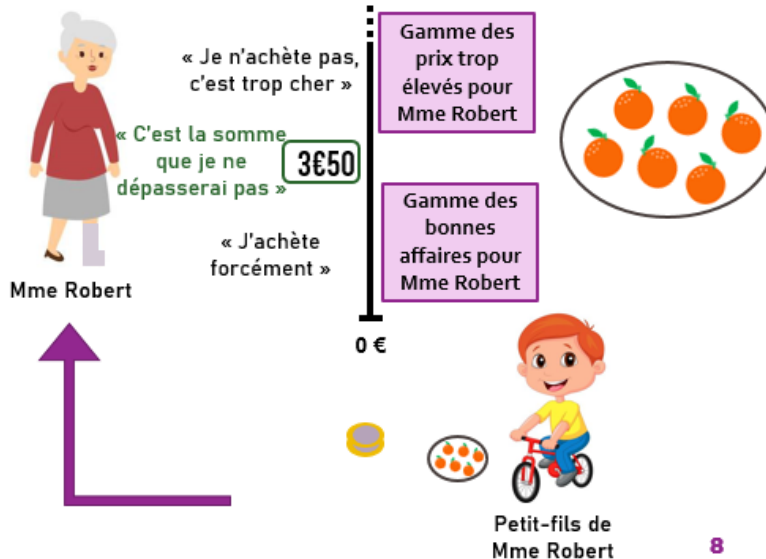 « Je n'achète pas,
c'est trop cher »
Gamme des
prix trop
élevés pour
Mme Robert
« C'est la somme
que je ne
dépasserai pas »
3€50
Gamme des
bonnes
affaires pour
Mme Robert
« J'achète
forcément »
Mme Robert
0 €
Petit-fils de
Mme Robert
8